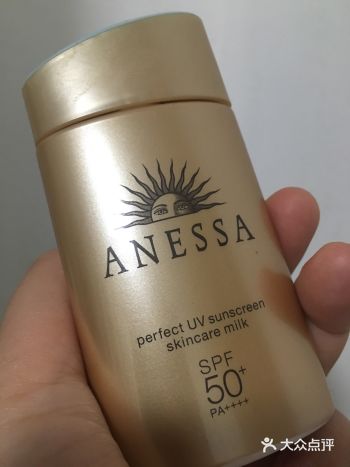 ANESSA
perfect UV sunscreen
skincare milk
SPF
50+
PA++++
大众点评